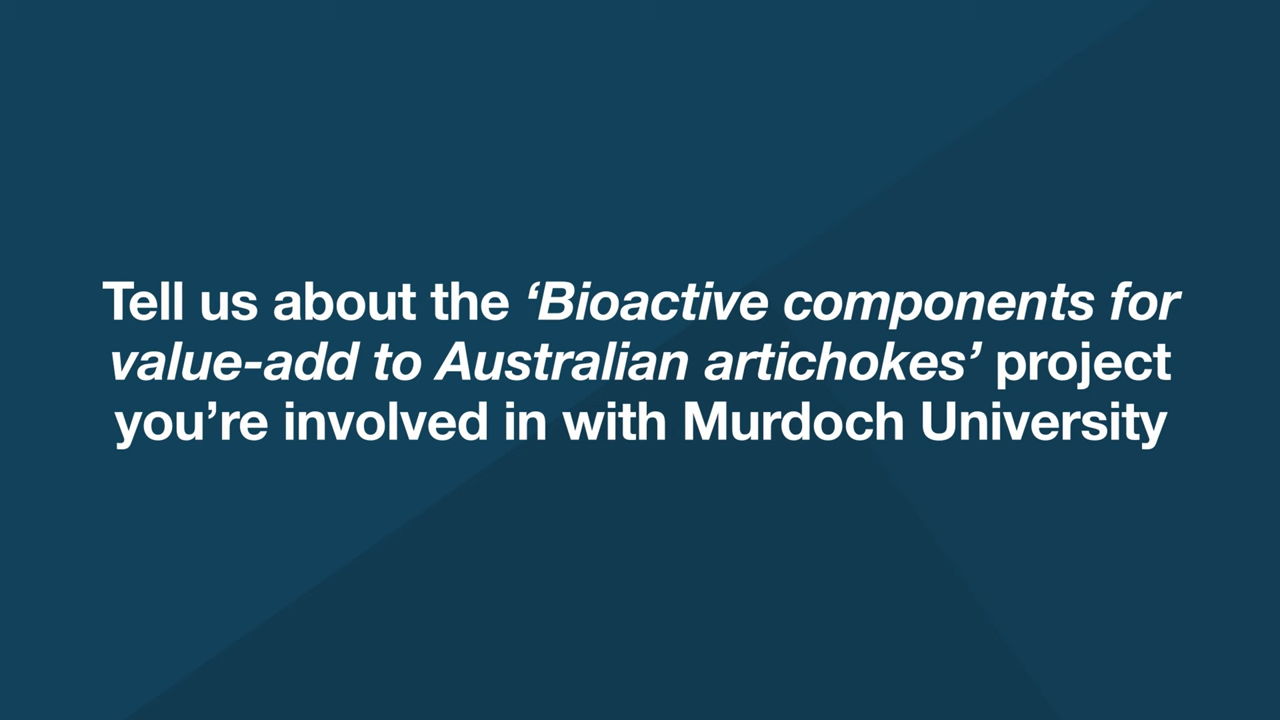 Tell us about the ‘Bioactive components for
value-add to Australian artichokes’ project
you’re involved in with Murdoch University